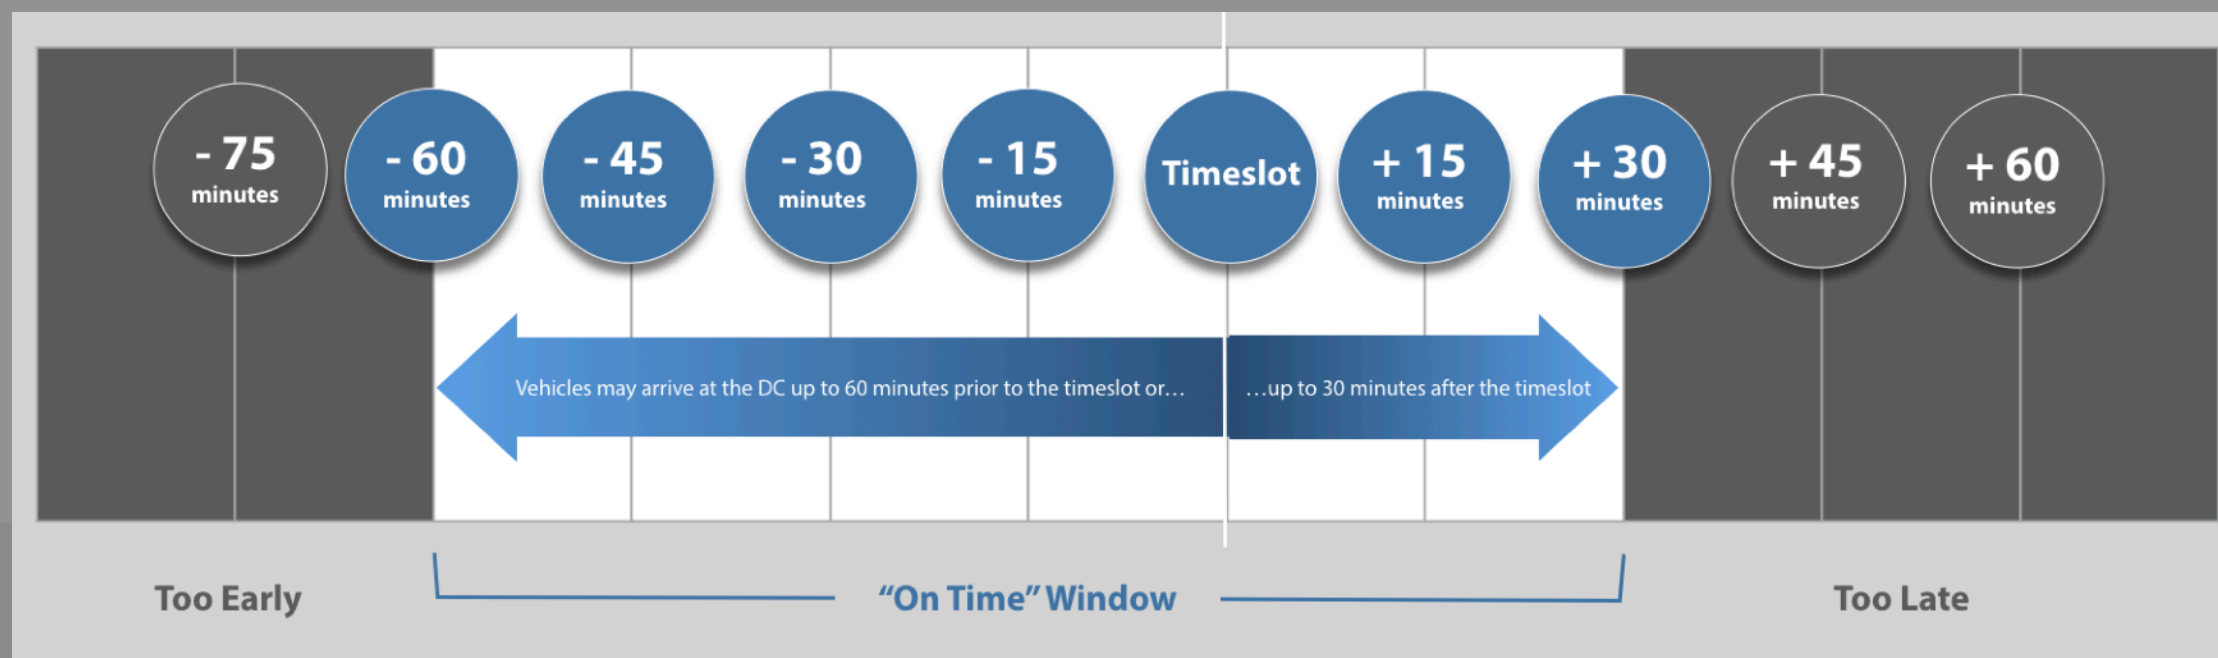 - 75
minutes
- 60
minutes
- 45
minutes
- 30
minutes
- 15
minutes
Timeslot
+ 15
minutes
+ 30
minutes
+ 45
minutes
+ 60
minutes
Vehicles may arrive at the DC up to 60 minutes prior to the timeslot or…
…up to 30 minutes after the timeslot
Too Early
“On Time” Window
Too Late